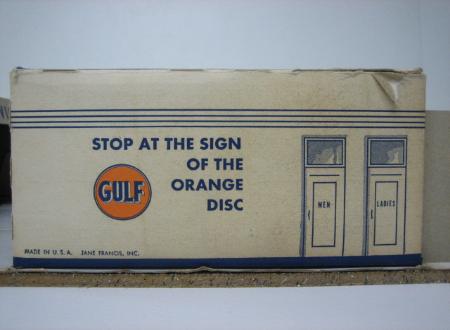 STOP AT THE SIGN
OF THE
ORANGE
DISC
GULF
MEN
LADIES
MADE IN U.S.A. JANE FRANCIS, INC.